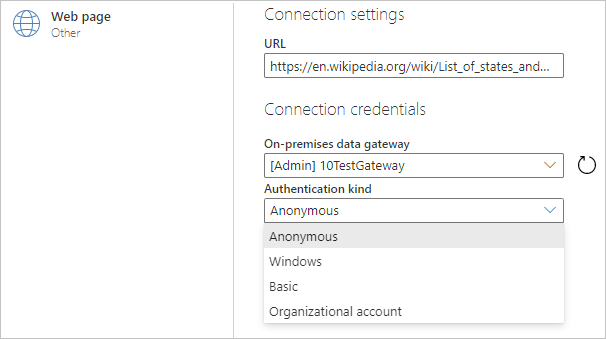 Web page
Other
Connection settings
URL
https://en.wikipedia.org/wiki/List_of_states_and...
Connection credentials
On-premises data gateway
[Admin] 10TestGateway
Authentication kind
Anonymous
Anonymous
Windows
Basic
Organizational account